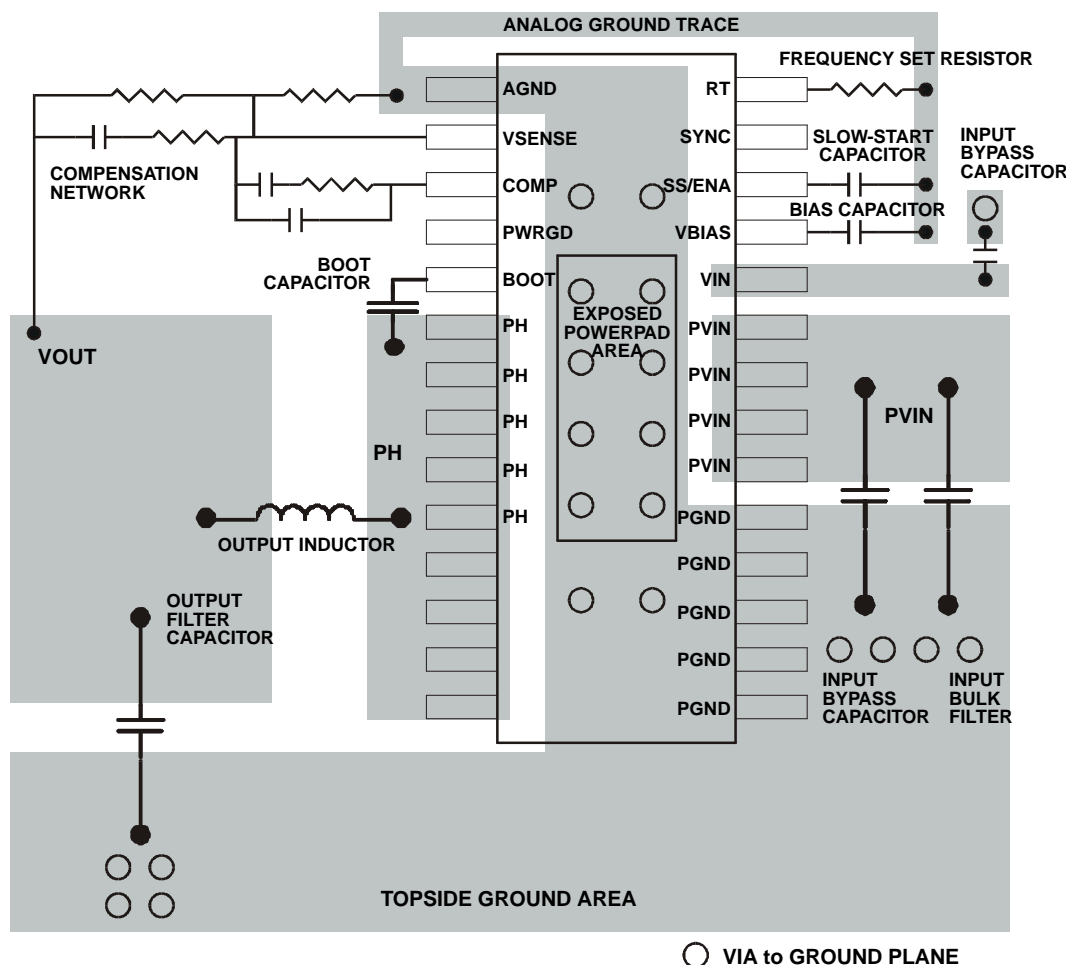 ANALOG GROUND TRACE
FREQUENCY SET RESISTOR
AGND
RT
VSENSE
SYNC
SLOW-START
CAPACITOR
INPUT
BYPASS
CAPACITOR
COMPENSATION
NETWORK
COMP
SS/ENA
BIAS CAPACITOR
PWRGD
VBIAS
BOOT
CAPACITOR
BOOT
VIN
EXPOSED
POWERPAD
AREA
PH
PVIN
VOUT
PH
PVIN
PH
PVIN
PVIN
PH
PH
PVIN
PH
PGND
OUTPUT INDUCTOR
PGND
OUTPUT
FILTER
CAPACITOR
PGND
PGND
INPUT
BYPASS
CAPACITOR
INPUT
BULK
FILTER
PGND
TOPSIDE GROUND AREA
VIA to GROUND PLANE